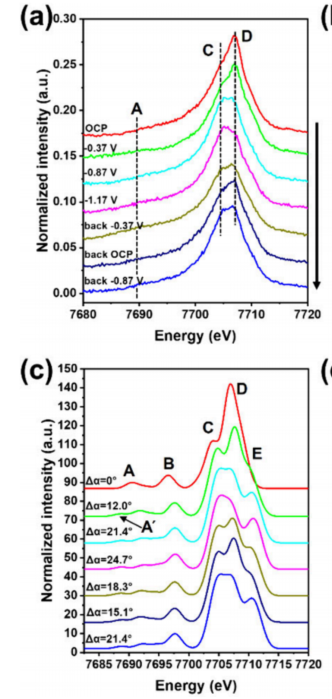 (a)
0.30
0.25
0.20
0.15
0.10
0.05
0.00
Normalized intensity (a.u.)
A
C
D
OCP
-0.37 V
-0.87 V
-1.17 V
back -0.37 V
back OCP
back -0.87 V
7680 7690 7700 7710 7720
Energy (eV)
(c)
150
140
130
120
110
100
90
80
70
60
50
40
30
20
10
0
Normalized intensity (a.u.)
A
B
C
D
E
A′
Δα=0°
Δα=12.0°
Δα=21.4°
Δα=24.7°
Δα=18.3°
Δα=15.1°
Δα=21.4°
7685 7690 7695 7700 7705 7710 7715 7720
Energy (eV)